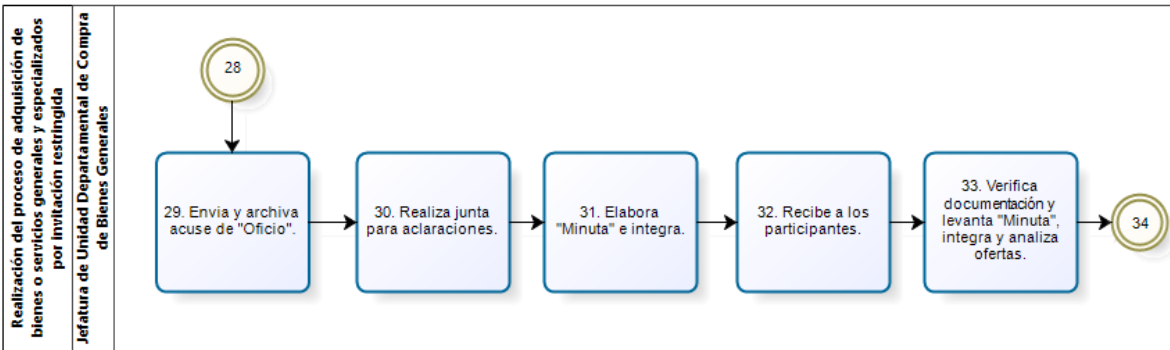 Realización del proceso de adquisición de
bienes o servicios generales y especializados
por invitación restringida
Jefatura de Unidad Departamental de Compra
de Bienes Generales
28
29. Envia y archiva
acuse de "Oficio".
30. Realiza junta
para aclaraciones.
31. Elabora
"Minuta" e integra.
32. Recibe a los
participantes.
33. Verifica
documentación y
levanta "Minuta",
integra y analiza
ofertas.
34